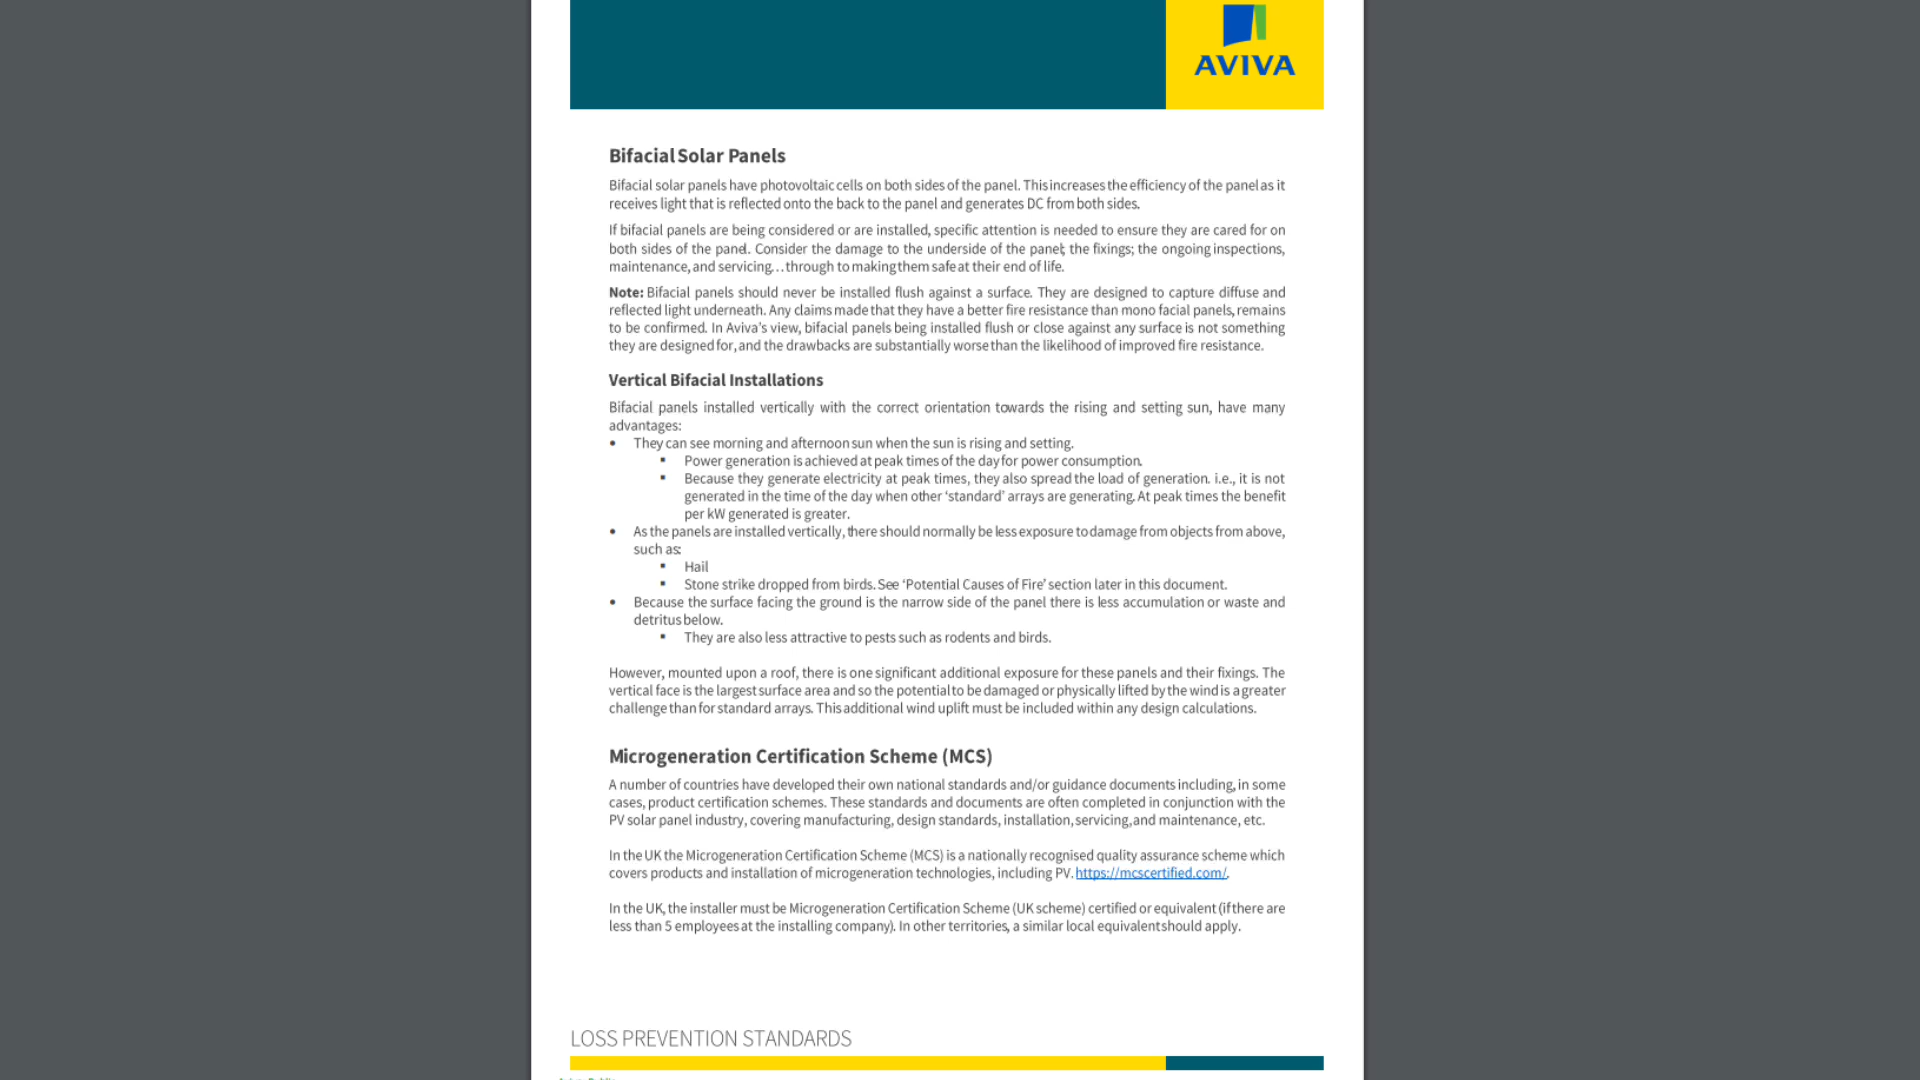 AVIVA
Bifacial Solar Panels
Bifacial solar panels have photovoltaic cells on both sides of the panel. This increases the efficiency of the panel as it
receives light that is reflected onto the back to the panel and generates DC from both sides.
If bifacial panels are being considered or are installed, specific attention is needed to ensure they are cared for on
both sides of the panel. Consider the damage to the underside of the panel; the fixings; the ongoing inspections,
maintenance, and servicing…through to making them safe at their end of life.
Note: Bifacial panels should never be installed flush against a surface. They are designed to capture diffuse and
reflected light underneath. Any claims made that they have a better fire resistance than mono facial panels, remains
to be confirmed. In Aviva's view, bifacial panels being installed flush or close against any surface is not something
they are designed for, and the drawbacks are substantially worse than the likelihood of improved fire resistance.
Vertical Bifacial Installations
Bifacial panels installed vertically with the correct orientation towards the rising and setting sun, have many
advantages:
• They can see morning and afternoon sun when the sun is rising and setting.
▪ Power generation is achieved at peak times of the day for power consumption.
▪ Because they generate electricity at peak times, they also spread the load of generation. i.e., it is not
generated in the time of the day when other 'standard' arrays are generating. At peak times the benefit
per kW generated is greater.
• As the panels are installed vertically, there should normally be less exposure to damage from objects from above,
such as:
▪ Hail
▪ Stone strike dropped from birds. See 'Potential Causes of Fire' section later in this document.
• Because the surface facing the ground is the narrow side of the panel there is less accumulation or waste and
detritus below.
▪ They are also less attractive to pests such as rodents and birds.
However, mounted upon a roof, there is one significant additional exposure for these panels and their fixings. The
vertical face is the largest surface area and so the potential to be damaged or physically lifted by the wind is a greater
challenge than for standard arrays. This additional wind uplift must be included within any design calculations.
Microgeneration Certification Scheme (MCS)
A number of countries have developed their own national standards and/or guidance documents including, in some
cases, product certification schemes. These standards and documents are often completed in conjunction with the
PV solar panel industry, covering manufacturing, design standards, installation, servicing, and maintenance, etc.
In the UK the Microgeneration Certification Scheme (MCS) is a nationally recognised quality assurance scheme which
covers products and installation of microgeneration technologies, including PV. https://mcscertified.com/.
In the UK, the installer must be Microgeneration Certification Scheme (UK scheme) certified or equivalent (if there are
less than 5 employees at the installing company). In other territories, a similar local equivalent should apply.
LOSS PREVENTION STANDARDS